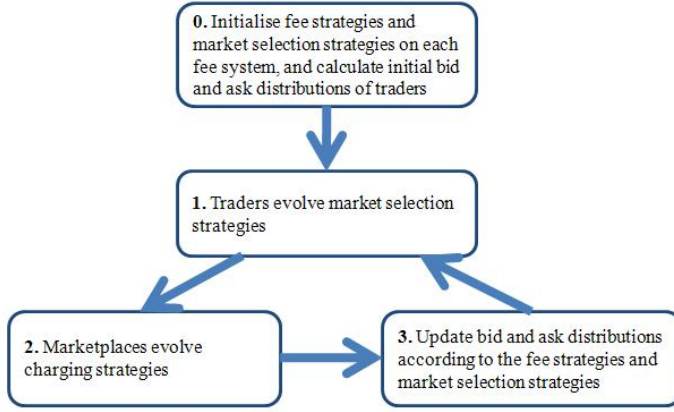 0. Initialise fee strategies and
market selection strategies on each
fee system, and calculate initial bid
and ask distributions of traders
1. Traders evolve market selection
strategies
2. Marketplaces evolve
charging strategies
3. Update bid and ask distributions
according to the fee strategies and
market selection strategies